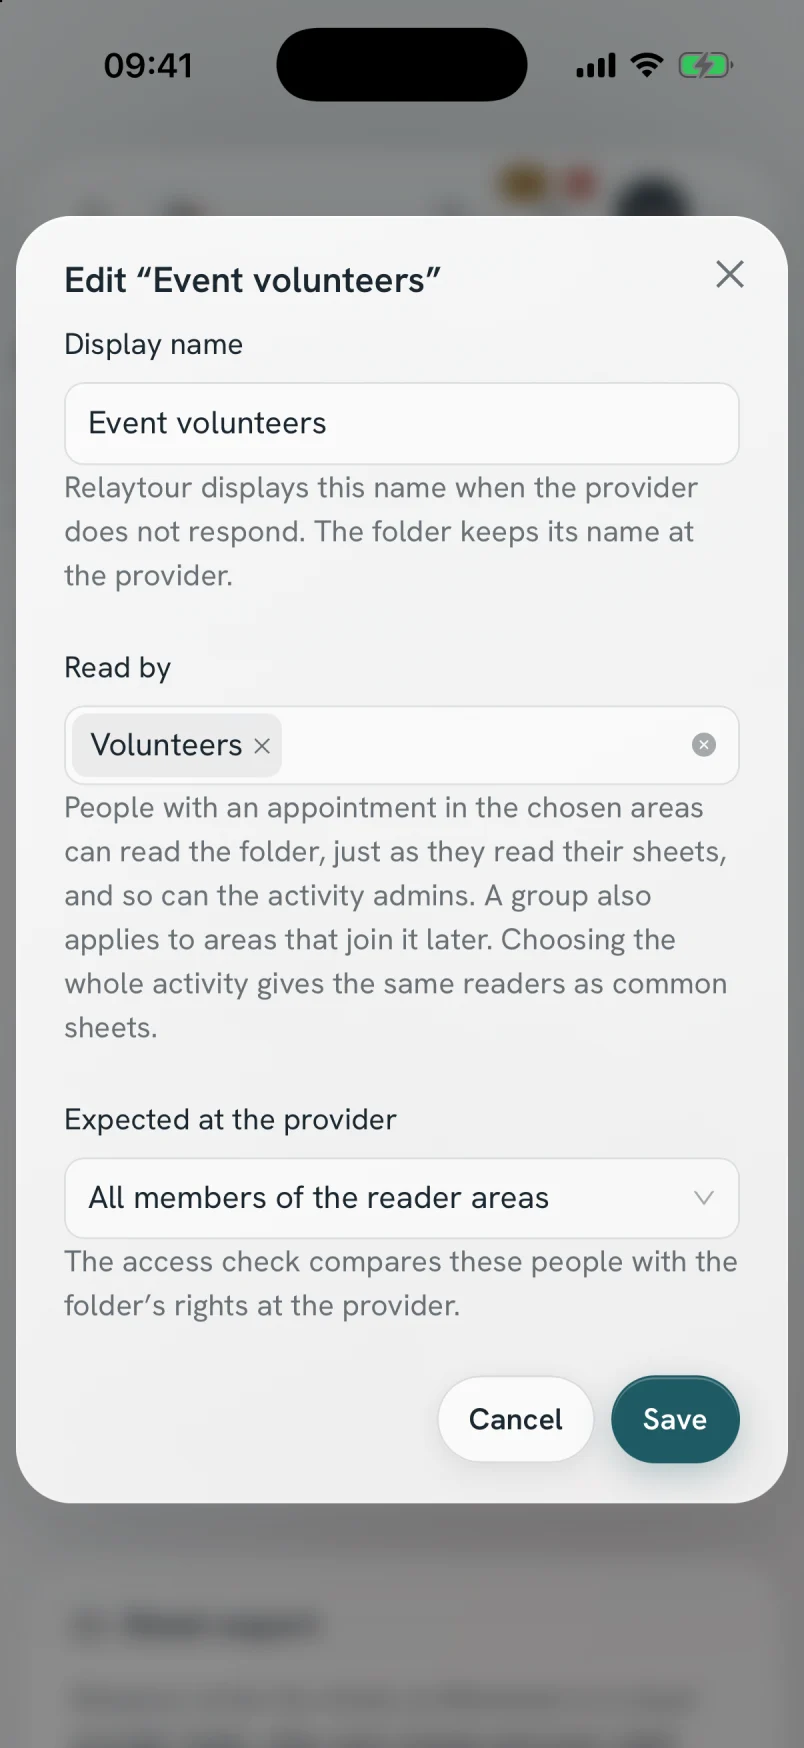 09:41
Edit “Event volunteers”
Display name
Event volunteers
Relaytour displays this name when the provider
does not respond. The folder keeps its name at
the provider.
Read by
Volunteers
People with an appointment in the chosen areas
can read the folder, just as they read their sheets,
and so can the activity admins. A group also
applies to areas that join it later. Choosing the
whole activity gives the same readers as common
sheets.
Expected at the provider
All members of the reader areas
The access check compares these people with the
folder’s rights at the provider.
Cancel
Save